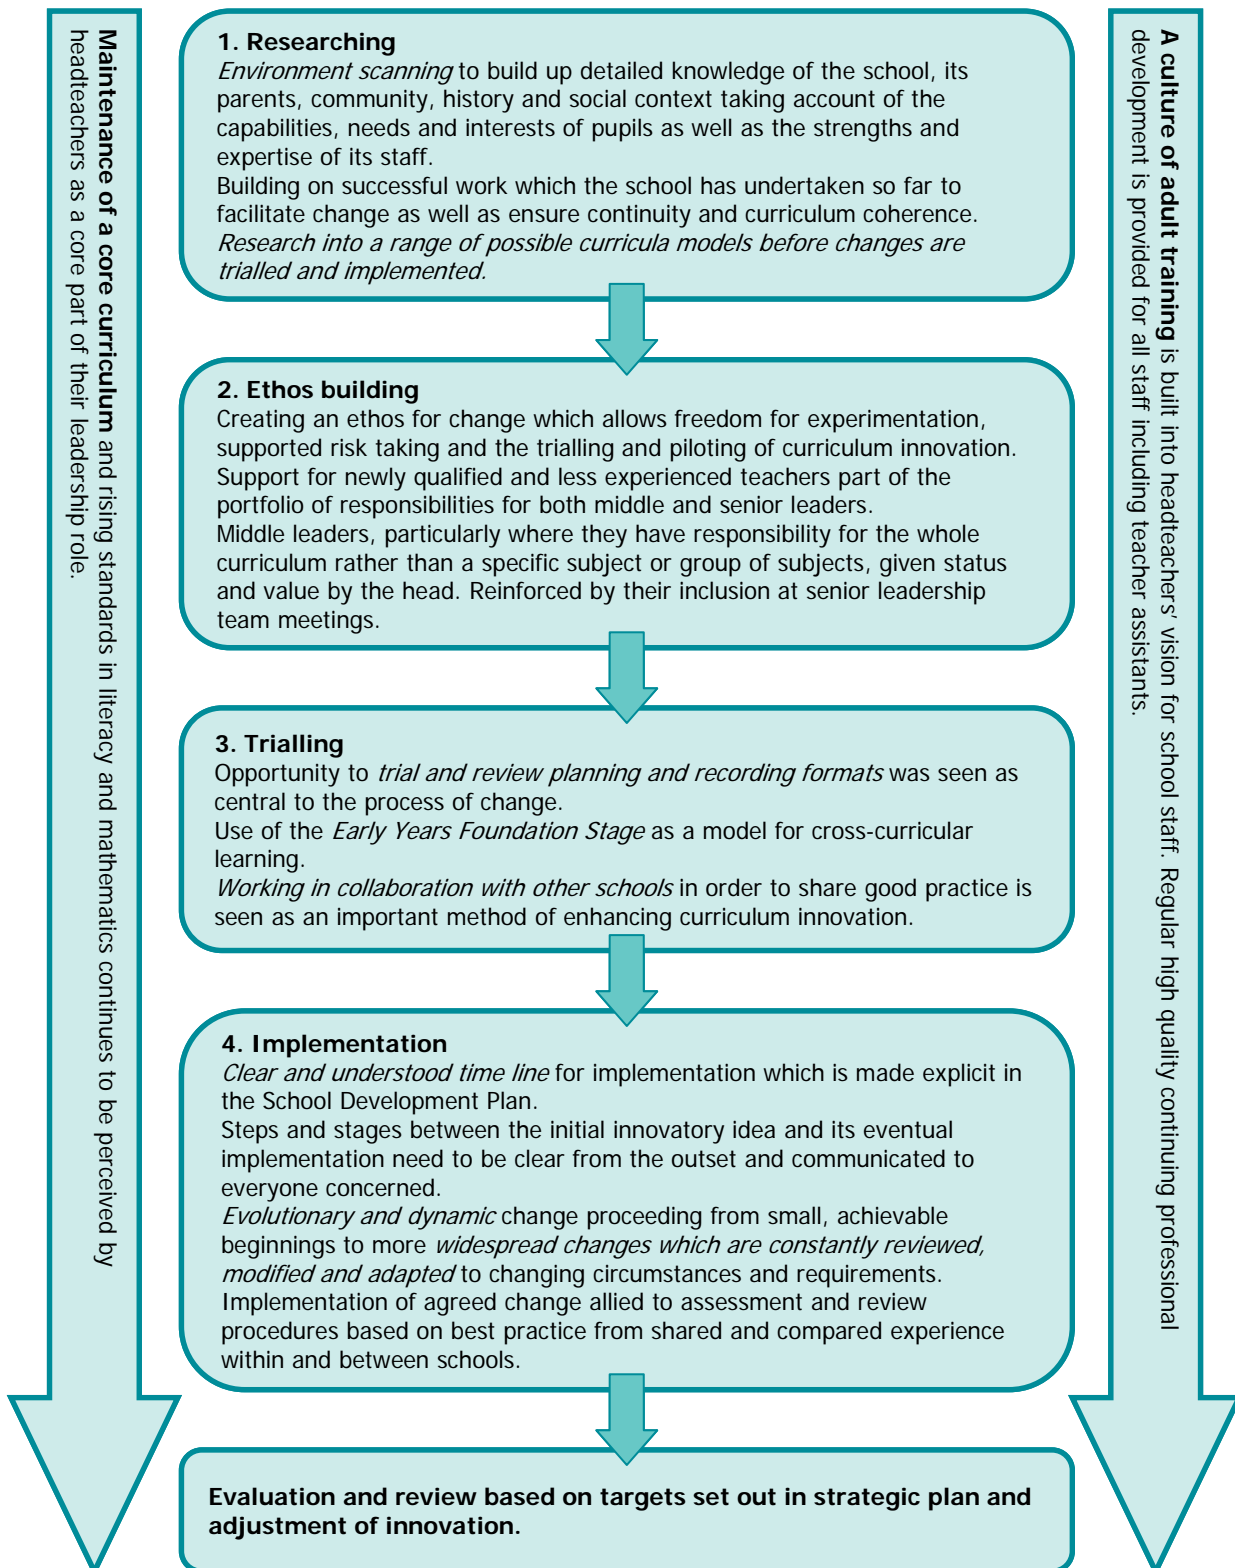 Maintenance of a core curriculum and rising standards in literacy and mathematics continues to be perceived by
headteachers as a core part of their leadership role.
1. Researching
Environment scanning to build up detailed knowledge of the school, its
parents, community, history and social context taking account of the
capabilities, needs and interests of pupils as well as the strengths and
expertise of its staff.
Building on successful work which the school has undertaken so far to
facilitate change as well as ensure continuity and curriculum coherence.
Research into a range of possible curricula models before changes are
trialled and implemented.
2. Ethos building
Creating an ethos for change which allows freedom for experimentation,
supported risk taking and the trialling and piloting of curriculum innovation.
Support for newly qualified and less experienced teachers part of the
portfolio of responsibilities for both middle and senior leaders.
Middle leaders, particularly where they have responsibility for the whole
curriculum rather than a specific subject or group of subjects, given status
and value by the head. Reinforced by their inclusion at senior leadership
team meetings.
3. Trialling
Opportunity to trial and review planning and recording formats was seen as
central to the process of change.
Use of the Early Years Foundation Stage as a model for cross-curricular
learning.
Working in collaboration with other schools in order to share good practice is
seen as an important method of enhancing curriculum innovation.
4. Implementation
Clear and understood time line for implementation which is made explicit in
the School Development Plan.
Steps and stages between the initial innovatory idea and its eventual
implementation need to be clear from the outset and communicated to
everyone concerned.
Evolutionary and dynamic change proceeding from small, achievable
beginnings to more widespread changes which are constantly reviewed,
modified and adapted to changing circumstances and requirements.
Implementation of agreed change allied to assessment and review
procedures based on best practice from shared and compared experience
within and between schools.
Evaluation and review based on targets set out in strategic plan and
adjustment of innovation.
A culture of adult training is built into headteachers' vision for school staff. Regular high quality continuing professional
development is provided for all staff including teacher assistants.